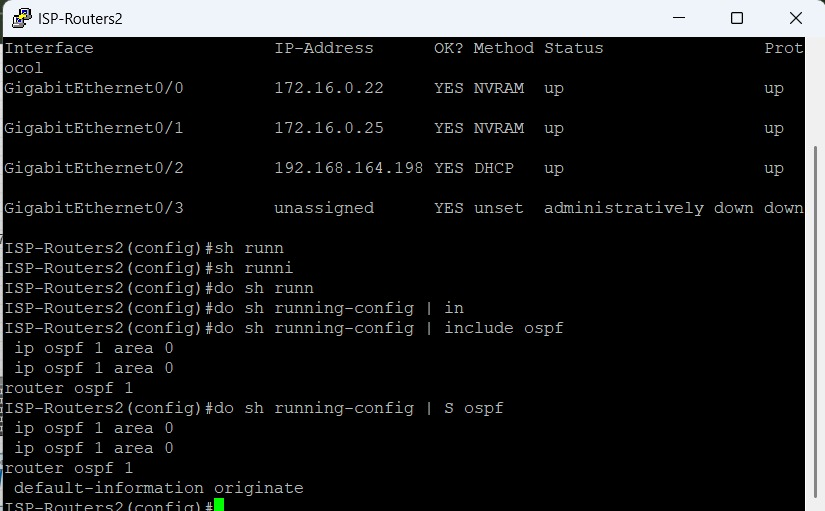 ISP-Routers2
Interface IP-Address OK? Method Status Prot
ocol
GigabitEthernet0/0 172.16.0.22 YES NVRAM up up
GigabitEthernet0/1 172.16.0.25 YES NVRAM up up
GigabitEthernet0/2 192.168.164.198 YES DHCP up up
GigabitEthernet0/3 unassigned YES unset administratively down down
ISP-Routers2(config)#sh runn
ISP-Routers2(config)#sh runni
ISP-Routers2(config)#do sh runn
ISP-Routers2(config)#do sh running-config | in
ISP-Routers2(config)#do sh running-config | include ospf
ip ospf 1 area 0
ip ospf 1 area 0
router ospf 1
ISP-Routers2(config)#do sh running-config | S ospf
ip ospf 1 area 0
ip ospf 1 area 0
router ospf 1
default-information originate
ISP-Routers2(config)#